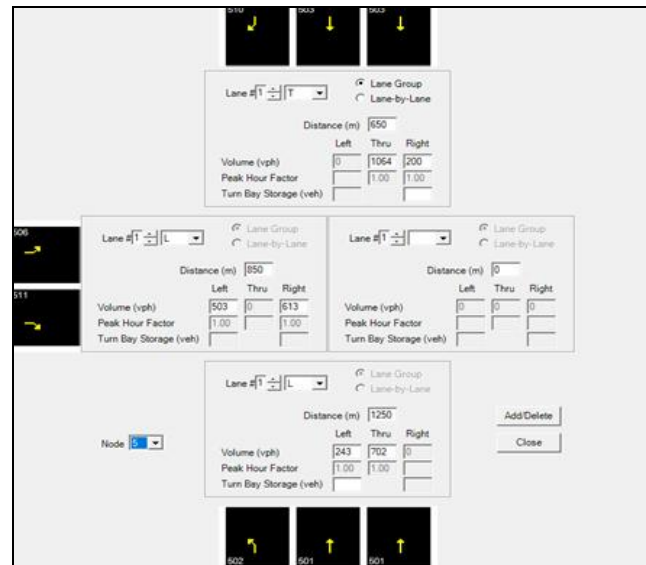 510 503 503
Lane # 1 T Lane Group
Lane-by-Lane
Distance (m) 650
Left Thru Right
Volume (vph) 0 1064 200
Peak Hour Factor 1.00 1.00
Turn Bay Storage (veh)
506
Lane # 1 L Lane Group
Lane-by-Lane
Distance (m) 850
Left Thru Right
511
Volume (vph) 503 0 613
Peak Hour Factor 1.00 1.00
Turn Bay Storage (veh)
Lane # 1 Lane Group
Lane-by-Lane
Distance (m) 0
Left Thru Right
Volume (vph) 0 0 0
Peak Hour Factor
Turn Bay Storage (veh)
Lane # 1 L Lane Group
Lane-by-Lane
Distance (m) 1250
Left Thru Right
Volume (vph) 243 702 0
Peak Hour Factor 1.00 1.00
Turn Bay Storage (veh)
Node 5
Add/Delete
Close
502 501 501